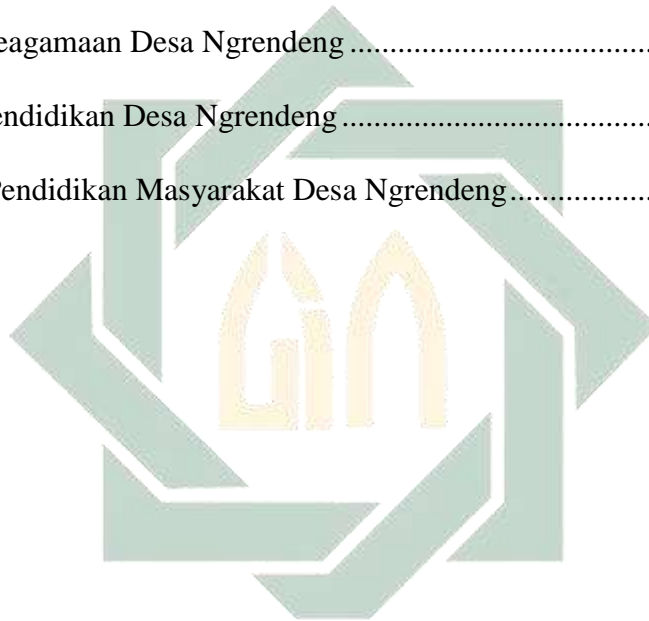 eagamaan Desa Ngrendeng ..................................
endidikan Desa Ngrendeng ...................................
Pendidikan Masyarakat Desa Ngrendeng ................